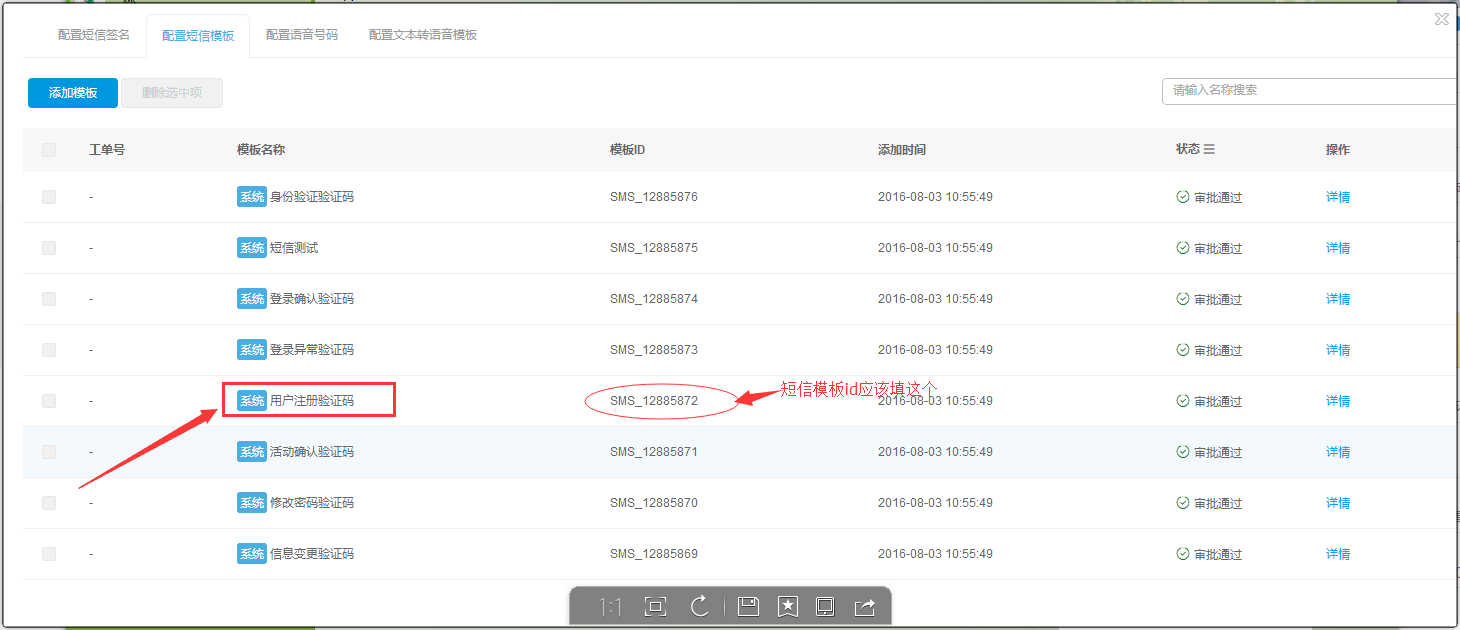 配置短信签名 配置短信模板 配置语音号码 配置文本转语音模板
添加模板 删除选中项 请输入名称搜索
工单号 模板名称 模板ID 添加时间 状态 操作
- 系统 身份验证验证码 SMS_12885876 2016-08-03 10:55:49 审批通过 详情
- 系统 短信测试 SMS_12885875 2016-08-03 10:55:49 审批通过 详情
- 系统 登录确认验证码 SMS_12885874 2016-08-03 10:55:49 审批通过 详情
- 系统 登录异常验证码 SMS_12885873 2016-08-03 10:55:49 审批通过 详情
短信模板id应该填这个
- 系统 用户注册验证码 SMS_12885872 2016-08-03 10:55:49 审批通过 详情
- 系统 活动确认验证码 SMS_12885871 2016-08-03 10:55:49 审批通过 详情
- 系统 修改密码验证码 SMS_12885870 2016-08-03 10:55:49 审批通过 详情
- 系统 信息变更验证码 SMS_12885869 2016-08-03 10:55:49 审批通过 详情
1:1